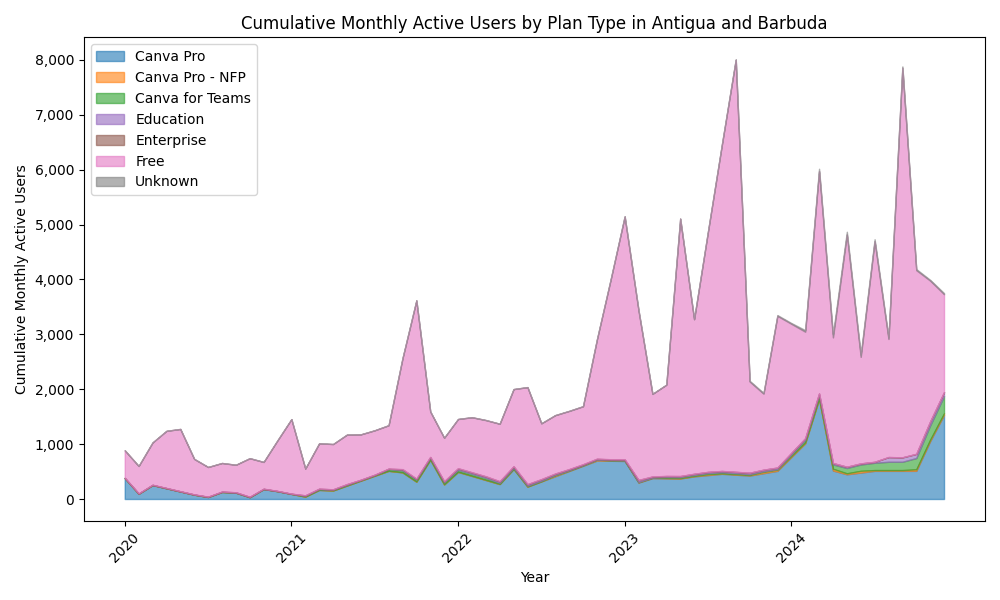 Cumulative Monthly Active Users by Plan Type in Antigua and Barbuda
Canva Pro
Canva Pro - NFP
Canva for Teams
Education
Enterprise
Free
Unknown
Cumulative Monthly Active Users
8,000
7,000
6,000
5,000
4,000
3,000
2,000
1,000
0
2020
2021
2022
2023
2024
Year